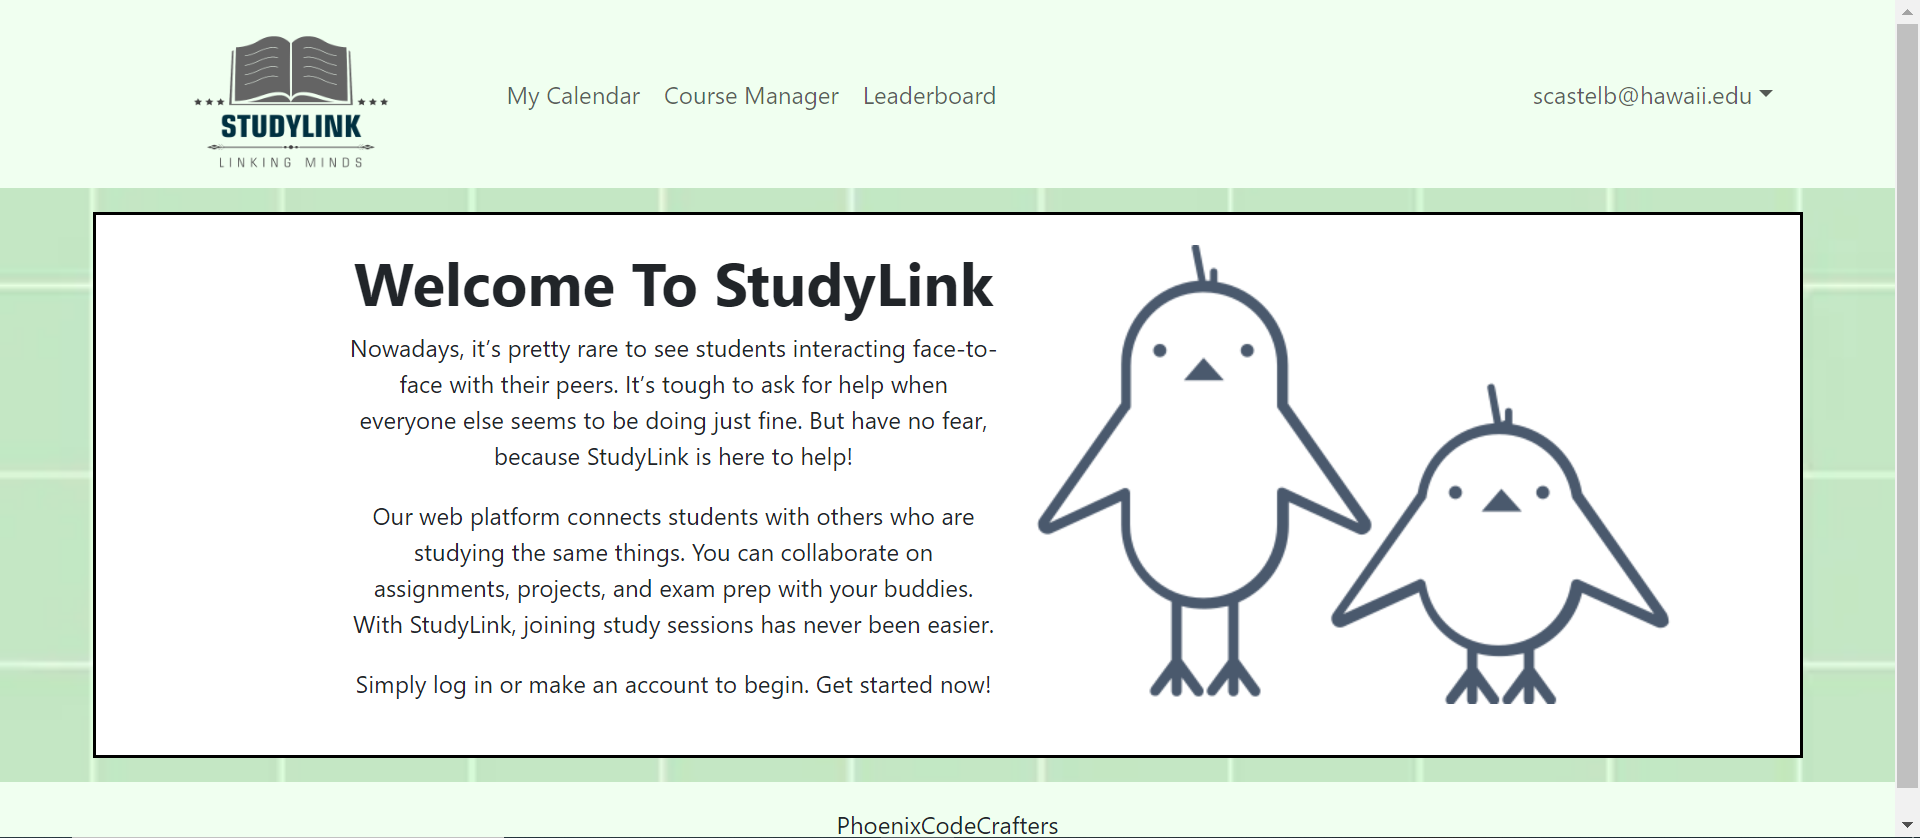 STUDYLINK
LINKING MINDS
My Calendar
Course Manager
Leaderboard
scastelb@hawaii.edu
Welcome To StudyLink
Nowadays, it’s pretty rare to see students interacting face-to-
face with their peers. It’s tough to ask for help when
everyone else seems to be doing just fine. But have no fear,
because StudyLink is here to help!
Our web platform connects students with others who are
studying the same things. You can collaborate on
assignments, projects, and exam prep with your buddies.
With StudyLink, joining study sessions has never been easier.
Simply log in or make an account to begin. Get started now!
PhoenixCodeCrafters